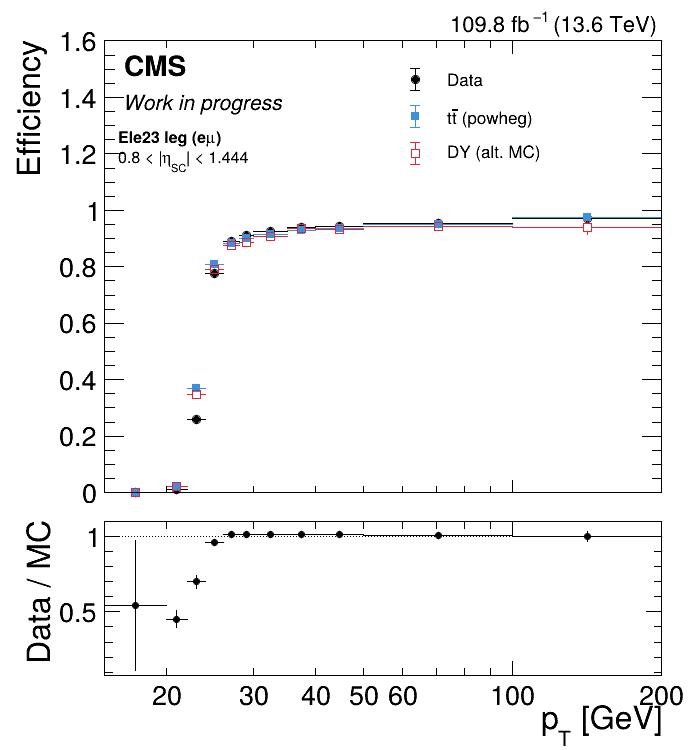 109.8 fb⁻¹ (13.6 TeV)
CMS
Work in progress
Ele23 leg (eμ)
0.8 < |η_SC| < 1.444
Data
tt̄ (powheg)
DY (alt. MC)
Efficiency
1.6
1.4
1.2
1
0.8
0.6
0.4
0.2
0
Data / MC
1
0.5
20 30 40 50 60 100 200
p_T [GeV]